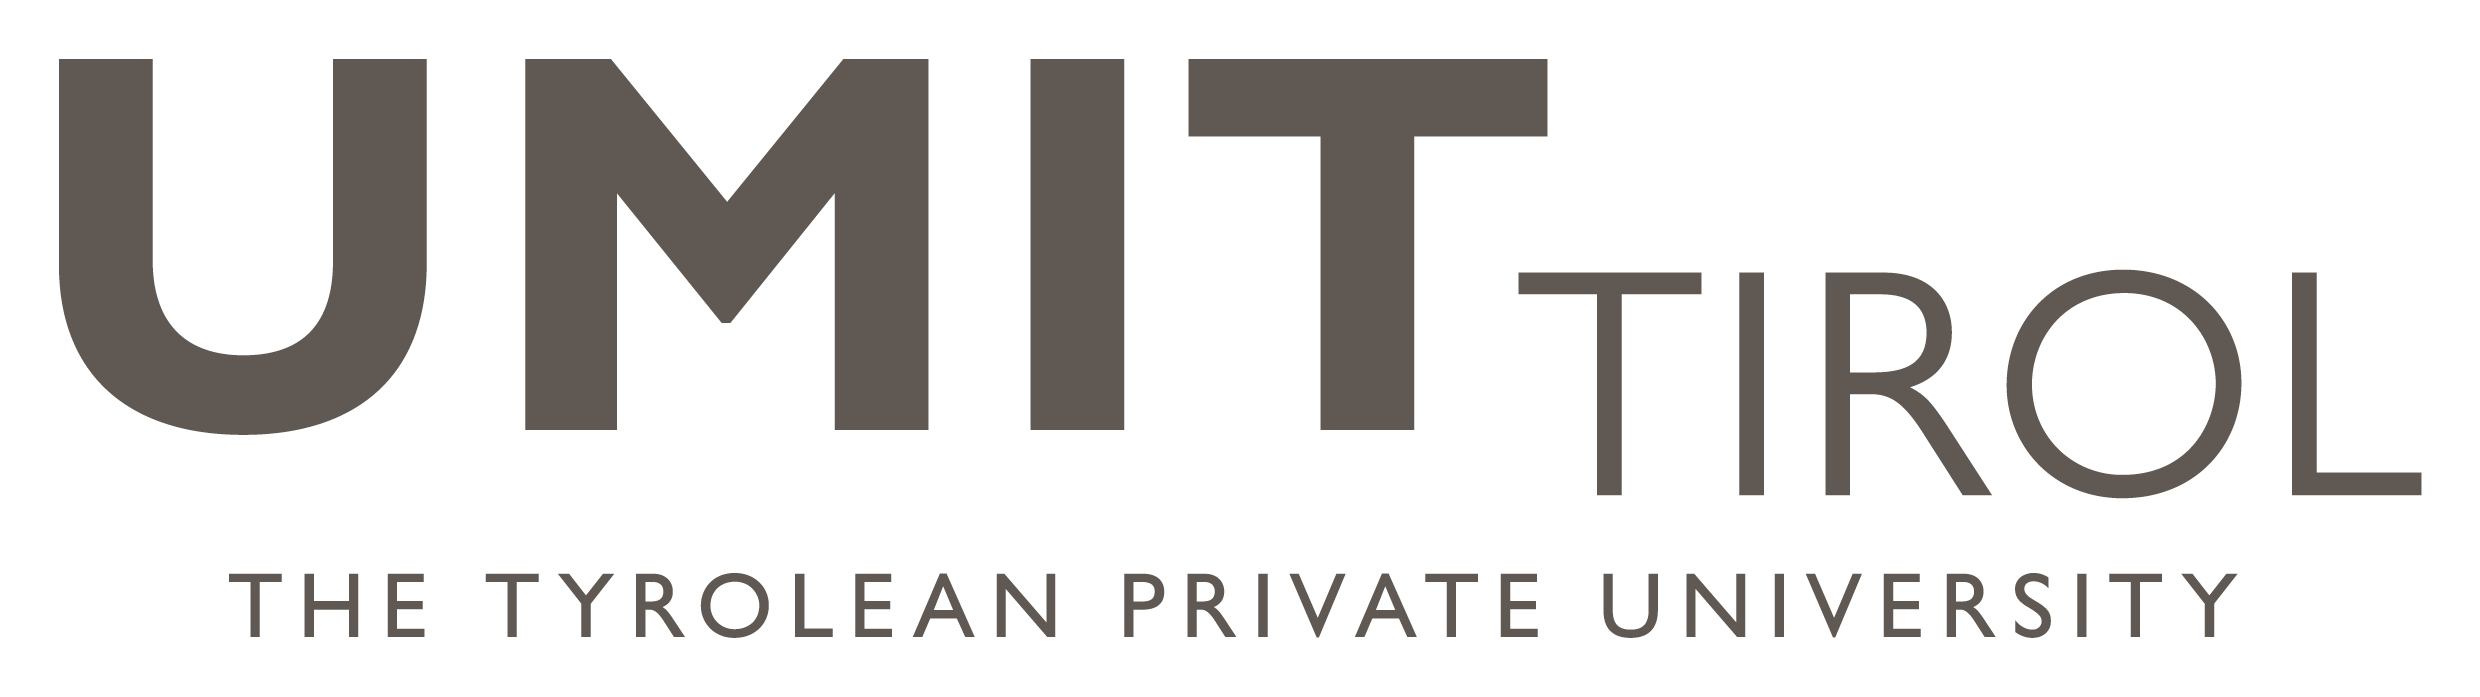 UMIT TIROL
THE TYROLEAN PRIVATE UNIVERSITY